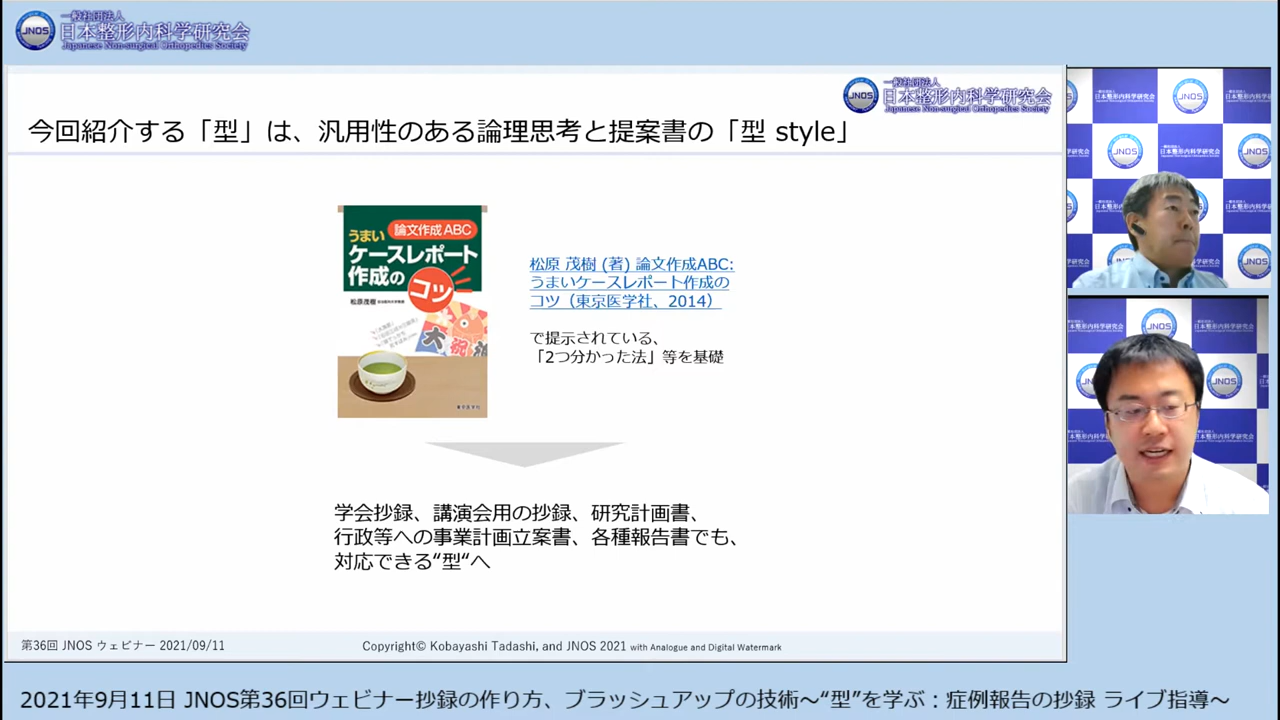 一般社団法人
日本整形内科学研究会
Japanese Non-surgical Orthopedics Society
JNOS
一般社団法人
日本整形内科学研究会
Japanese Non-surgical Orthopedics Society
JNOS
今回紹介する「型」は、汎用性のある論理思考と提案書の「型 style」
論文作成ABC
うまい
ケースレポート
作成の
コツ
松原茂樹
東京医学社
松原 茂樹 (著) 論文作成ABC:
うまいケースレポート作成の
コツ（東京医学社、2014）
で提示されている、
「2つ分かった法」等を基礎
学会抄録、講演会用の抄録、研究計画書、
行政等への事業計画立案書、各種報告書でも、
対応できる“型“へ
第36回 JNOS ウェビナー 2021/09/11
Copyright© Kobayashi Tadashi, and JNOS 2021 with Analogue and Digital Watermark
2021年9月11日 JNOS第36回ウェビナー抄録の作り方、ブラッシュアップの技術～“型”を学ぶ：症例報告の抄録 ライブ指導～